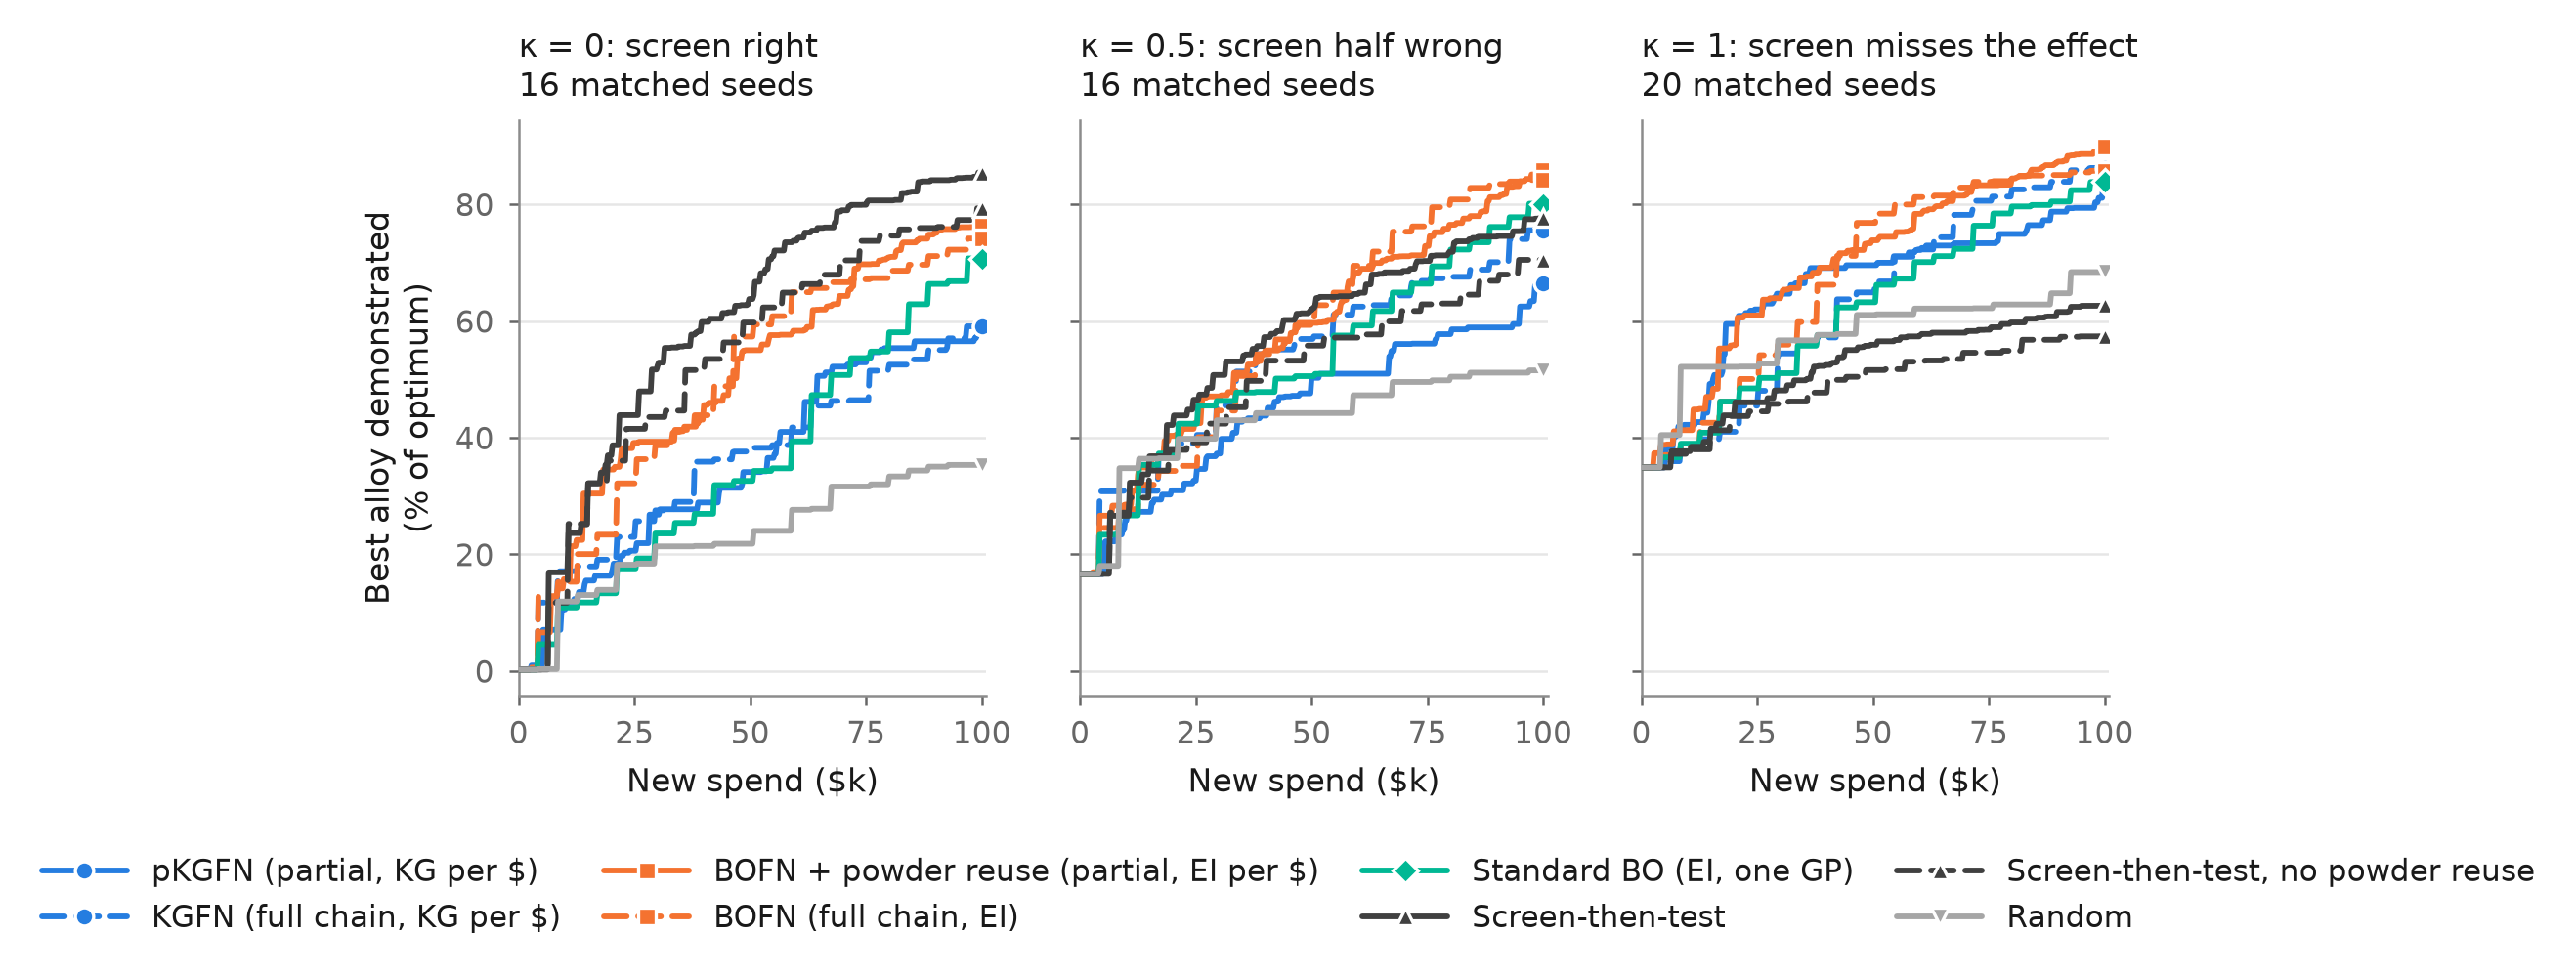 κ = 0: screen right
16 matched seeds
κ = 0.5: screen half wrong
16 matched seeds
κ = 1: screen misses the effect
20 matched seeds
Best alloy demonstrated
(% of optimum)
80
60
40
20
0
0 25 50 75 100
0 25 50 75 100
0 25 50 75 100
New spend ($k)
New spend ($k)
New spend ($k)
pKGFN (partial, KG per $)
KGFN (full chain, KG per $)
BOFN + powder reuse (partial, EI per $)
BOFN (full chain, EI)
Standard BO (EI, one GP)
Screen-then-test
Screen-then-test, no powder reuse
Random